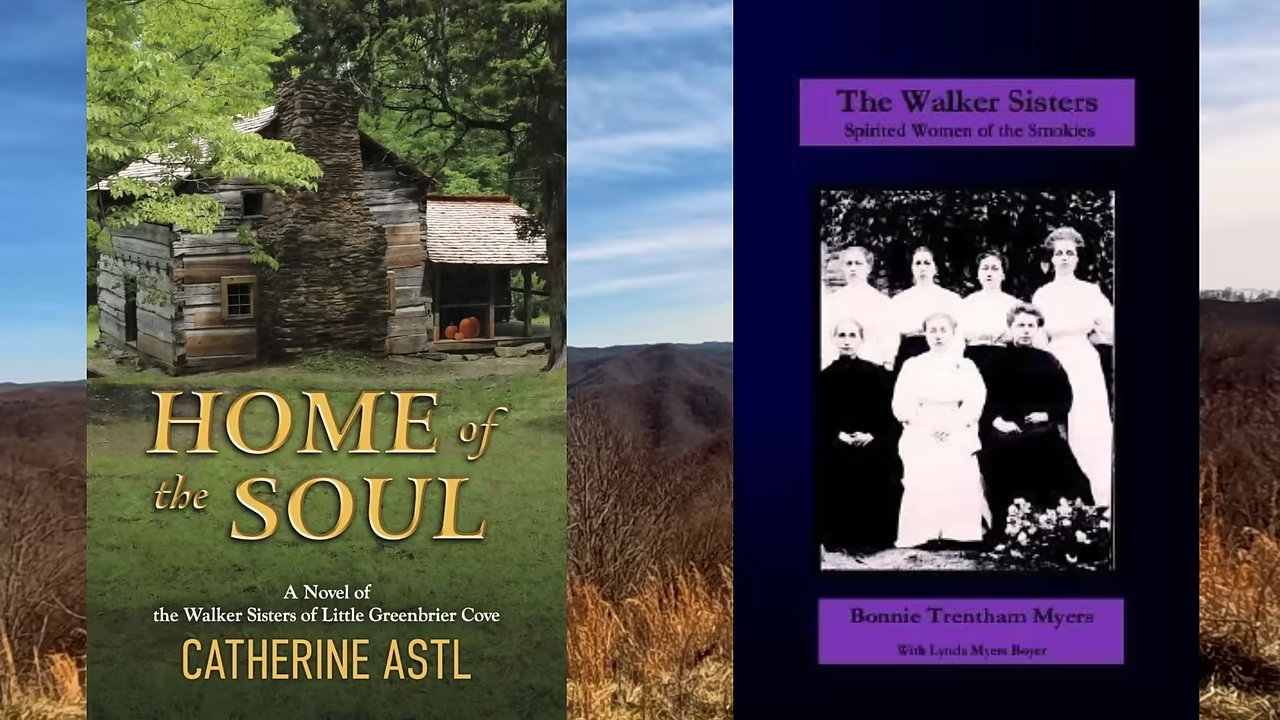 HOME of
the SOUL
A Novel of
the Walker Sisters of Little Greenbrier Cove
CATHERINE ASTL
The Walker Sisters
Spirited Women of the Smokies
Bonnie Trentham Myers
With Lynda Myers Boyer